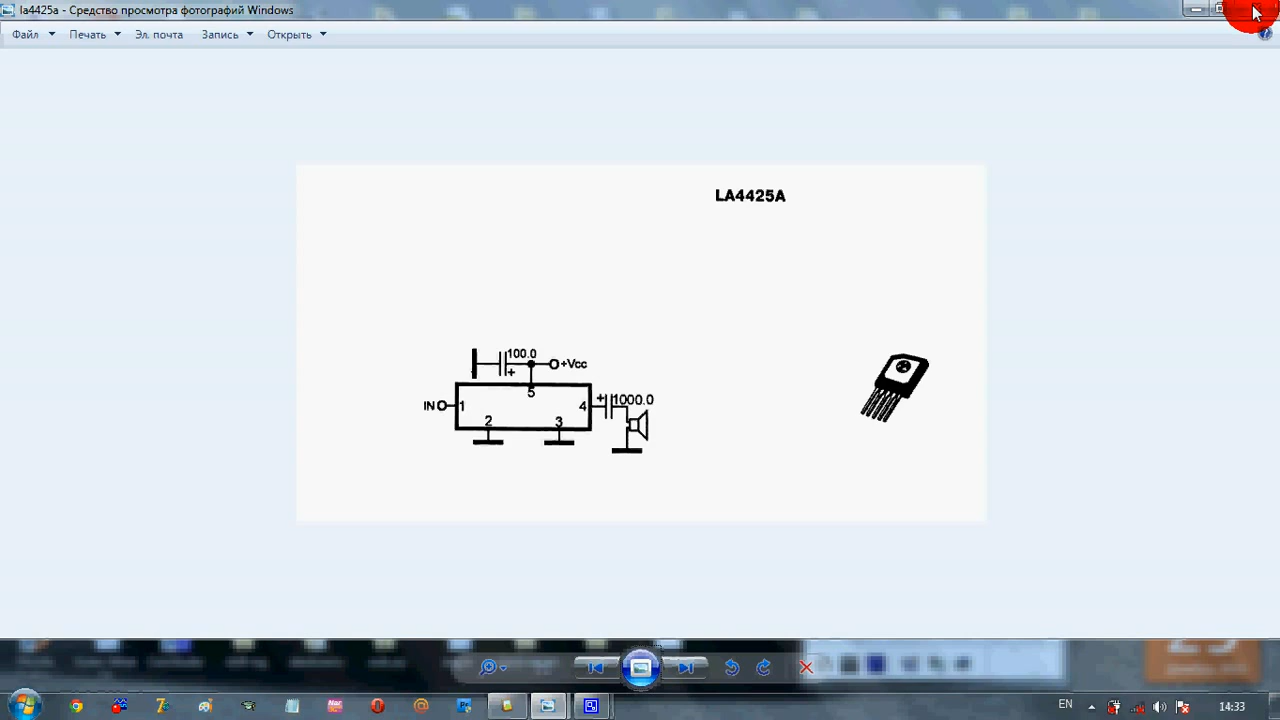 la4425a - Средство просмотра фотографий Windows
Файл Печать Эл. почта Запись Открыть
LA4425A
100.0
+
+Vcc
5
IN 1
4
+ 1000.0
2 3
EN
14:33